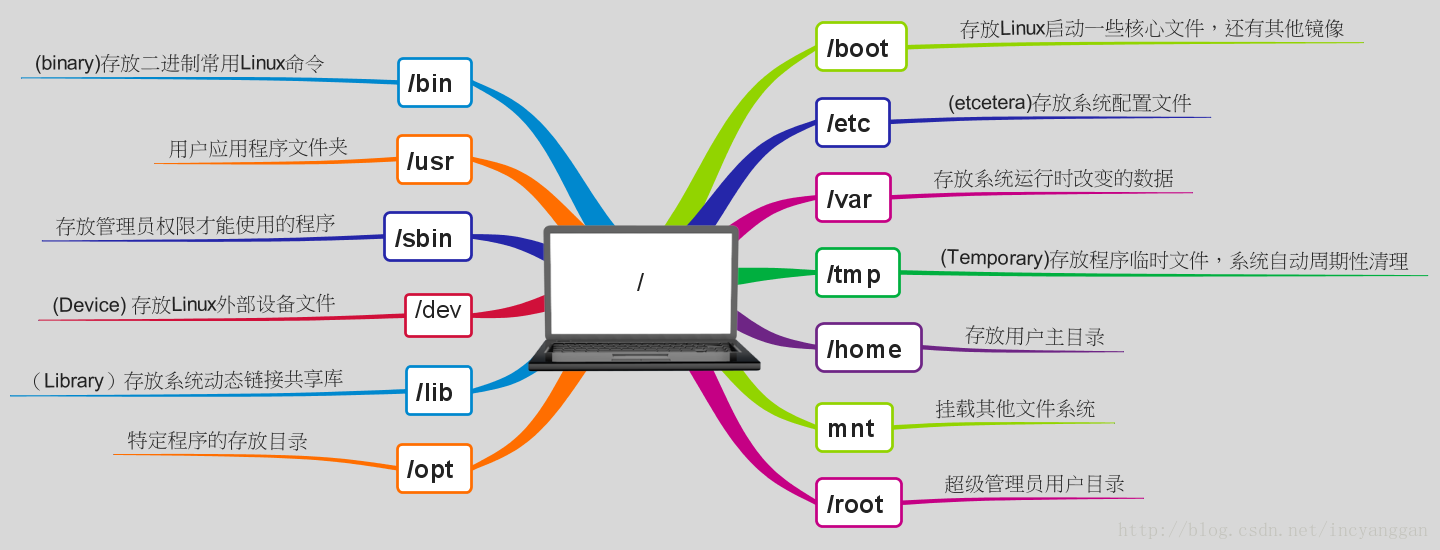 (binary)存放二进制常用Linux命令
/bin
用户应用程序文件夹
/usr
存放管理员权限才能使用的程序
/sbin
(Device) 存放Linux外部设备文件
/dev
（Library）存放系统动态链接共享库
/lib
特定程序的存放目录
/opt
/
/boot
存放Linux启动一些核心文件，还有其他镜像
/etc
(etcetera)存放系统配置文件
/var
存放系统运行时改变的数据
/tmp
(Temporary)存放程序临时文件，系统自动周期性清理
/home
存放用户主目录
mnt
挂载其他文件系统
/root
超级管理员用户目录
http://blog.csdn.net/incyanggan